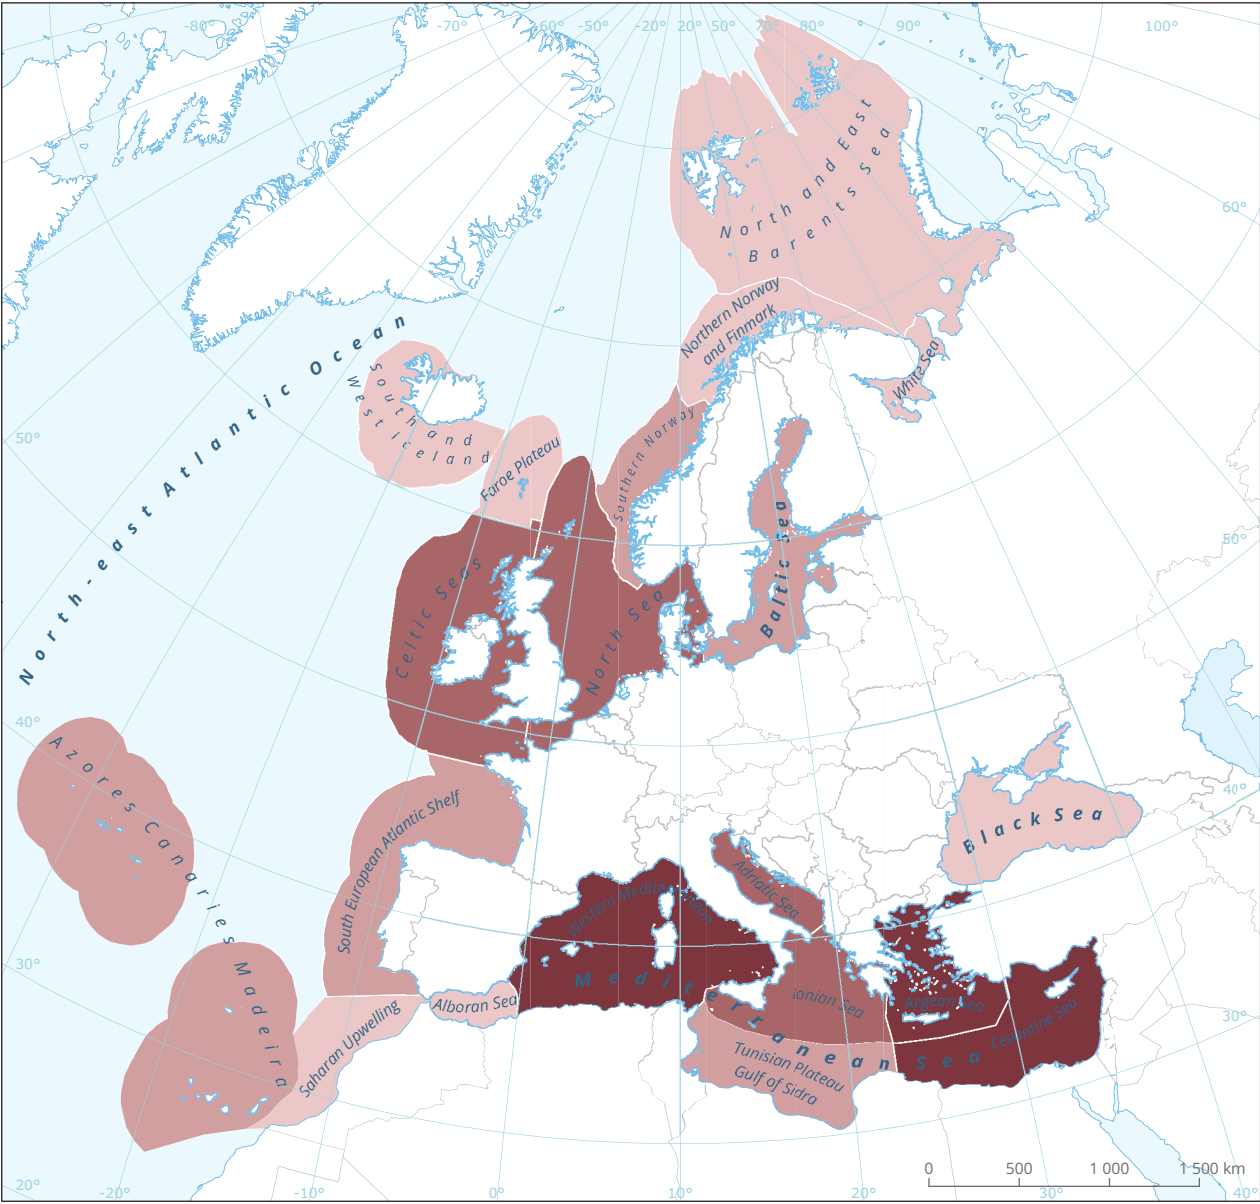 -80°
-70°
-60°
-50°
-20°
20°
50°
70°
80°
90°
100°
North and East
Barents Sea
60°
Northern Norway
and Finmark
White Sea
North-east Atlantic Ocean
South and
West Iceland
Faroe Plateau
Southern Norway
50°
50°
Baltic Sea
Celtic Seas
North Sea
40°
40°
Azores Canaries Madeira
South European Atlantic Shelf
Black Sea
Adriatic Sea
Western Mediterranean
Mediterranean Sea
30°
30°
Alboran Sea
Ionian Sea
Aegean Sea
Levantine Sea
Saharan Upwelling
Tunisian Plateau
Gulf of Sidra
0
500
1 000
1 500 km
20°
-20°
-10°
0°
10°
20°
30°
40°